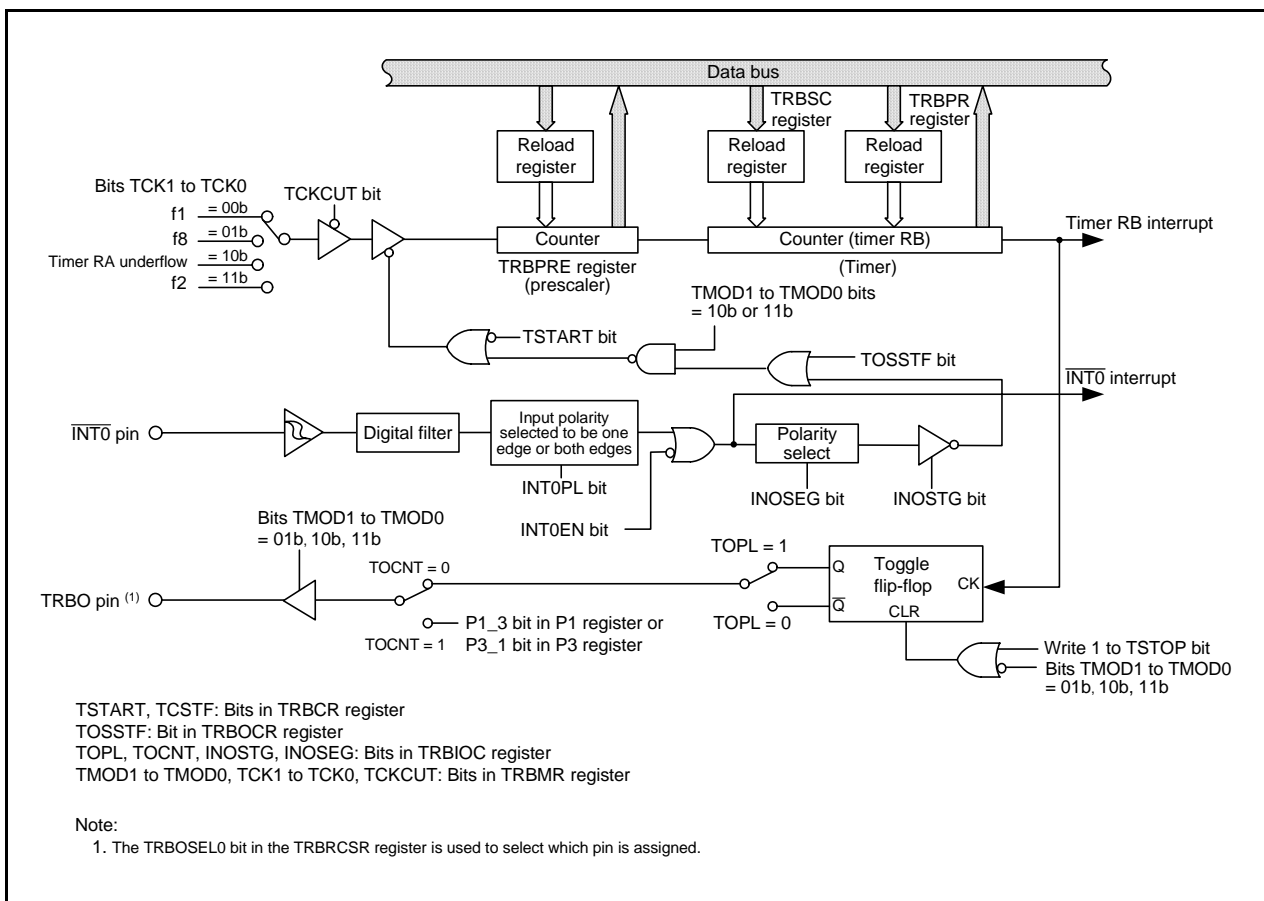 Data bus
TRBSC
register
TRBPR
register
Reload
register
Reload
register
Reload
register
Bits TCK1 to TCK0
TCKCUT bit
f1
= 00b
f8
= 01b
Timer RA underflow
= 10b
f2
= 11b
Counter
Counter (timer RB)
Timer RB interrupt
TRBPRE register
(prescaler)
(Timer)
TMOD1 to TMOD0 bits
= 10b or 11b
TSTART bit
TOSSTF bit
INT0 interrupt
INT0 pin
Digital filter
Input polarity
selected to be one
edge or both edges
Polarity
select
INT0PL bit
INOSEG bit
INOSTG bit
INT0EN bit
Bits TMOD1 to TMOD0
= 01b, 10b, 11b
TOCNT = 0
TOPL = 1
Q
Toggle
flip-flop
CK
TRBO pin (1)
Q
CLR
TOPL = 0
P1_3 bit in P1 register or
TOCNT = 1
P3_1 bit in P3 register
Write 1 to TSTOP bit
Bits TMOD1 to TMOD0
= 01b, 10b, 11b
TSTART, TCSTF: Bits in TRBCR register
TOSSTF: Bit in TRBOCR register
TOPL, TOCNT, INOSTG, INOSEG: Bits in TRBIOC register
TMOD1 to TMOD0, TCK1 to TCK0, TCKCUT: Bits in TRBMR register
Note:
1. The TRBOSEL0 bit in the TRBRCSR register is used to select which pin is assigned.